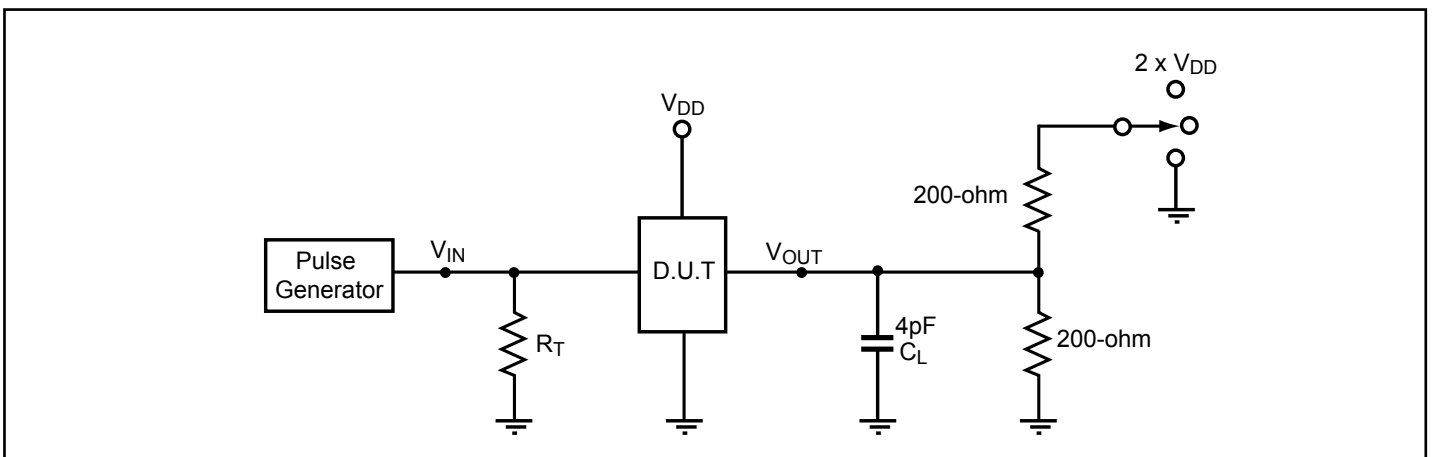 2 x VDD
VDD
200-ohm
Pulse
Generator
VIN
D.U.T
VOUT
RT
4pF
CL
200-ohm